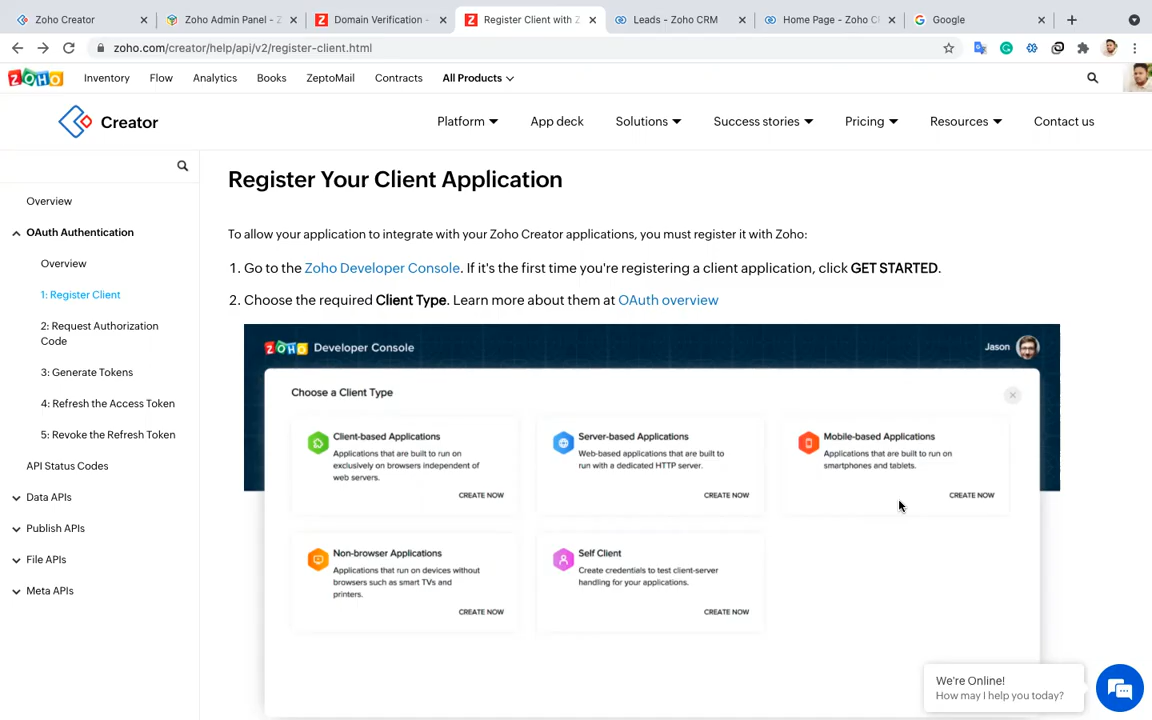 Zoho Creator
Zoho Admin Panel - Z
Domain Verification -
Register Client with Z
Leads - Zoho CRM
Home Page - Zoho C
Google
zoho.com/creator/help/api/v2/register-client.html
ZOHO
Inventory
Flow
Analytics
Books
ZeptoMail
Contracts
All Products
Creator
Platform
App deck
Solutions
Success stories
Pricing
Resources
Contact us
Overview
OAuth Authentication
Overview
1: Register Client
2: Request Authorization
Code
3: Generate Tokens
4: Refresh the Access Token
5: Revoke the Refresh Token
API Status Codes
Data APIs
Publish APIs
File APIs
Meta APIs
Register Your Client Application
To allow your application to integrate with your Zoho Creator applications, you must register it with Zoho:
1. Go to the Zoho Developer Console. If it's the first time you're registering a client application, click GET STARTED.
2. Choose the required Client Type. Learn more about them at OAuth overview
ZOHO Developer Console
Jason
Choose a Client Type
Client-based Applications
Applications that are built to run
exclusively on browsers independent of
web servers.
CREATE NOW
Server-based Applications
Web-based applications that are built to
run with a dedicated HTTP server.
CREATE NOW
Mobile-based Applications
Applications that are built to run on
smartphones and tablets.
CREATE NOW
Non-browser Applications
Applications that run on devices without
browsers such as smart TVs and
printers.
CREATE NOW
Self Client
Create credentials to test client-server
handling for your applications.
CREATE NOW
We're Online!
How may I help you today?